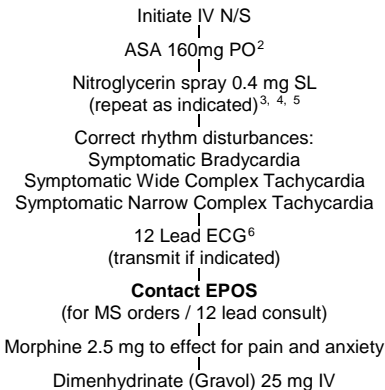 Initiate IV N/S
ASA 160mg PO²
Nitroglycerin spray 0.4 mg SL
(repeat as indicated)³, ⁴, ⁵
Correct rhythm disturbances:
Symptomatic Bradycardia
Symptomatic Wide Complex Tachycardia
Symptomatic Narrow Complex Tachycardia
12 Lead ECG⁶
(transmit if indicated)
Contact EPOS
(for MS orders / 12 lead consult)
Morphine 2.5 mg to effect for pain and anxiety
Dimenhydrinate (Gravol) 25 mg IV